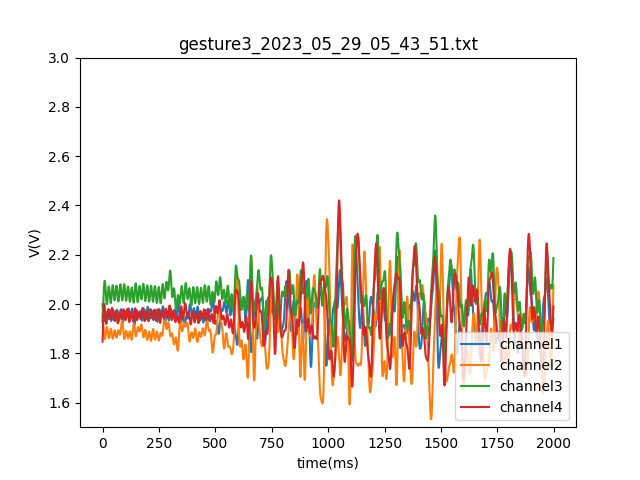 gesture3_2023_05_29_05_43_51.txt
3.0
2.8
2.6
2.4
2.2
2.0
1.8
1.6
V(V)
channel1
channel2
channel3
channel4
0 250 500 750 1000 1250 1500 1750 2000
time(ms)